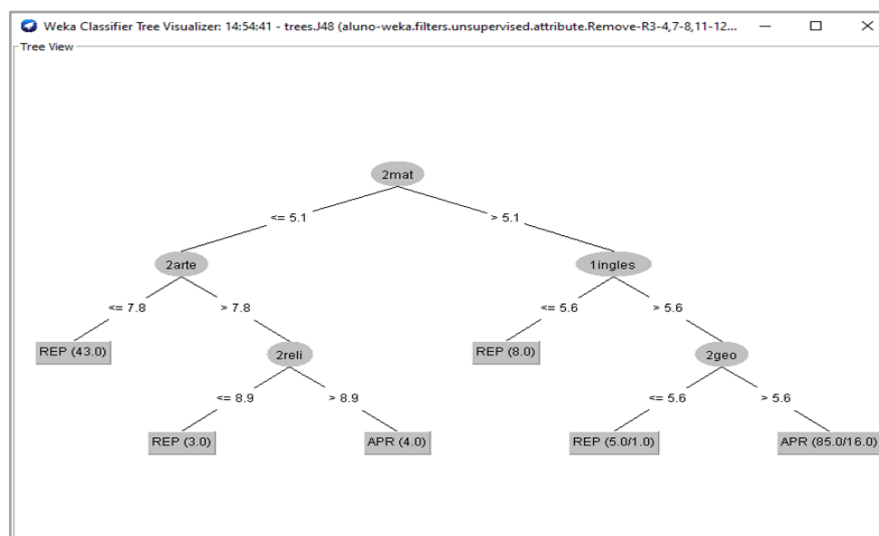 Weka Classifier Tree Visualizer: 14:54:41 - trees.J48 (aluno-weka.filters.unsupervised.attribute.Remove-R3-4,7-8,11-12...
Tree View
2mat
<= 5.1 > 5.1
2arte 1ingles
<= 7.8 > 7.8 <= 5.6 > 5.6
REP (43.0) 2reli REP (8.0) 2geo
<= 8.9 > 8.9 <= 5.6 > 5.6
REP (3.0) APR (4.0) REP (5.0/1.0) APR (85.0/16.0)